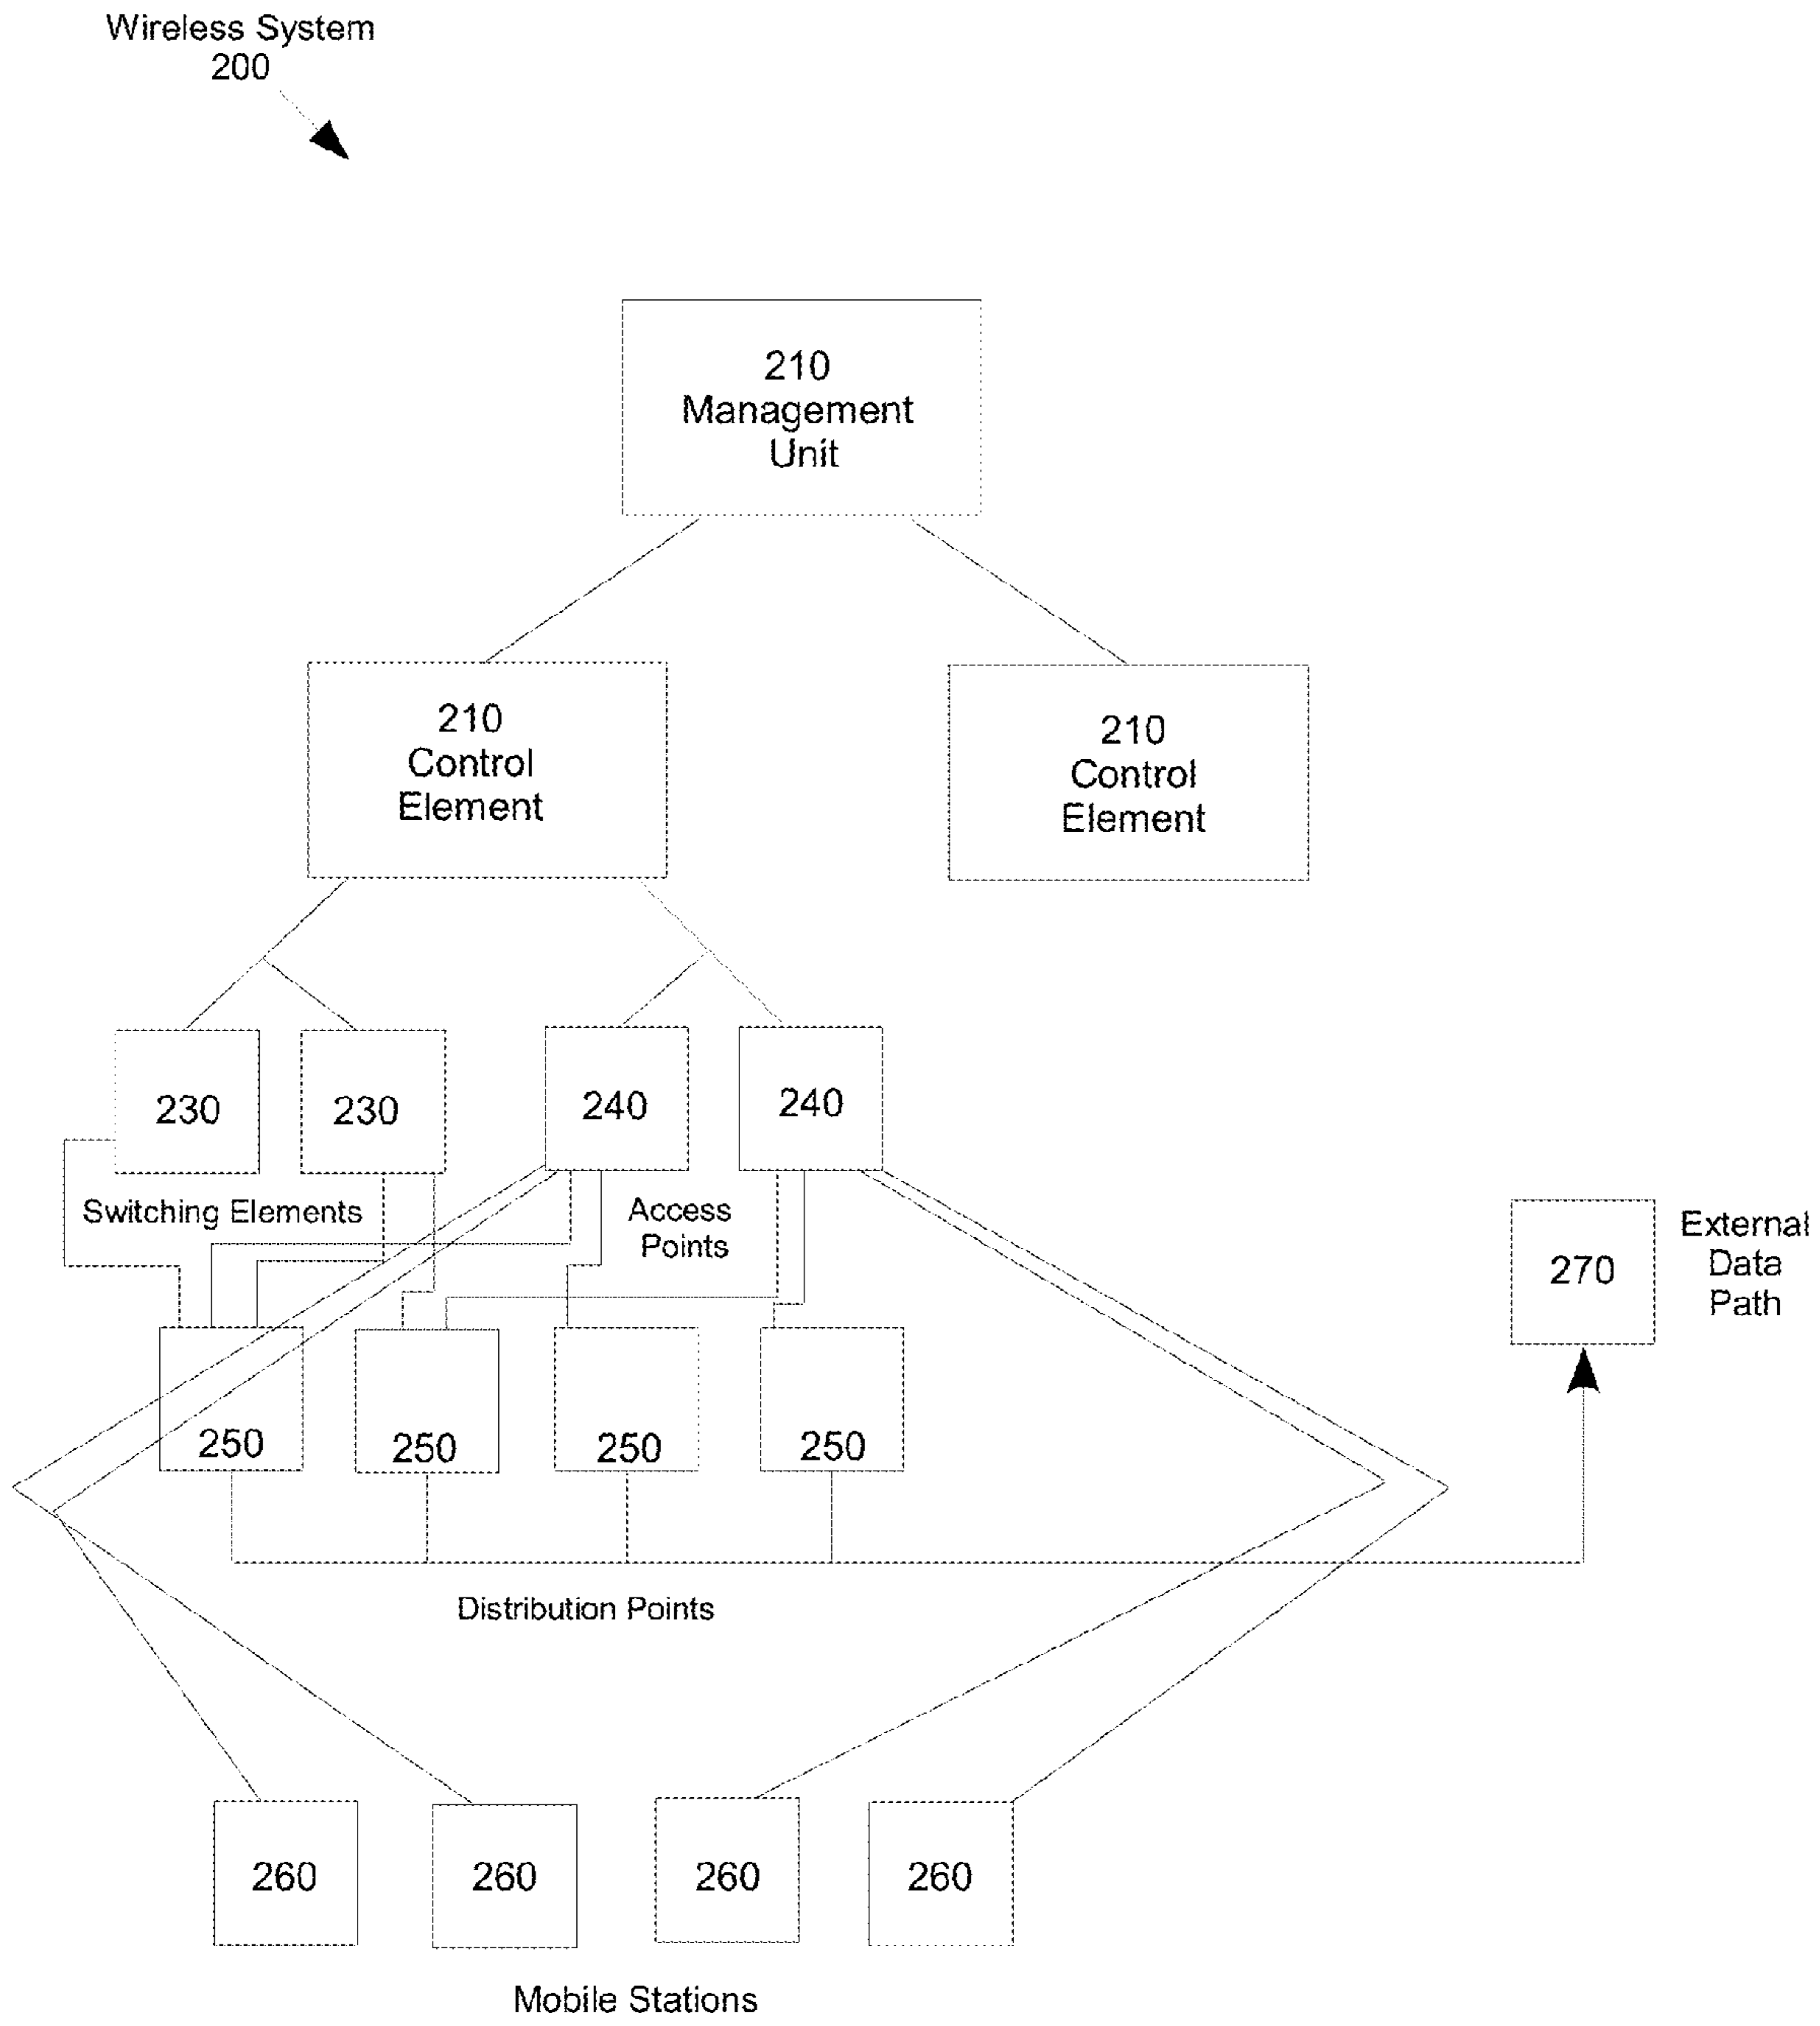 Wireless System
200
210
Management
Unit
210
Control
Element
210
Control
Element
230
230
240
240
Switching Elements
Access
Points
270
External
Data
Path
250
250
250
250
Distribution Points
260
260
260
260
Mobile Stations